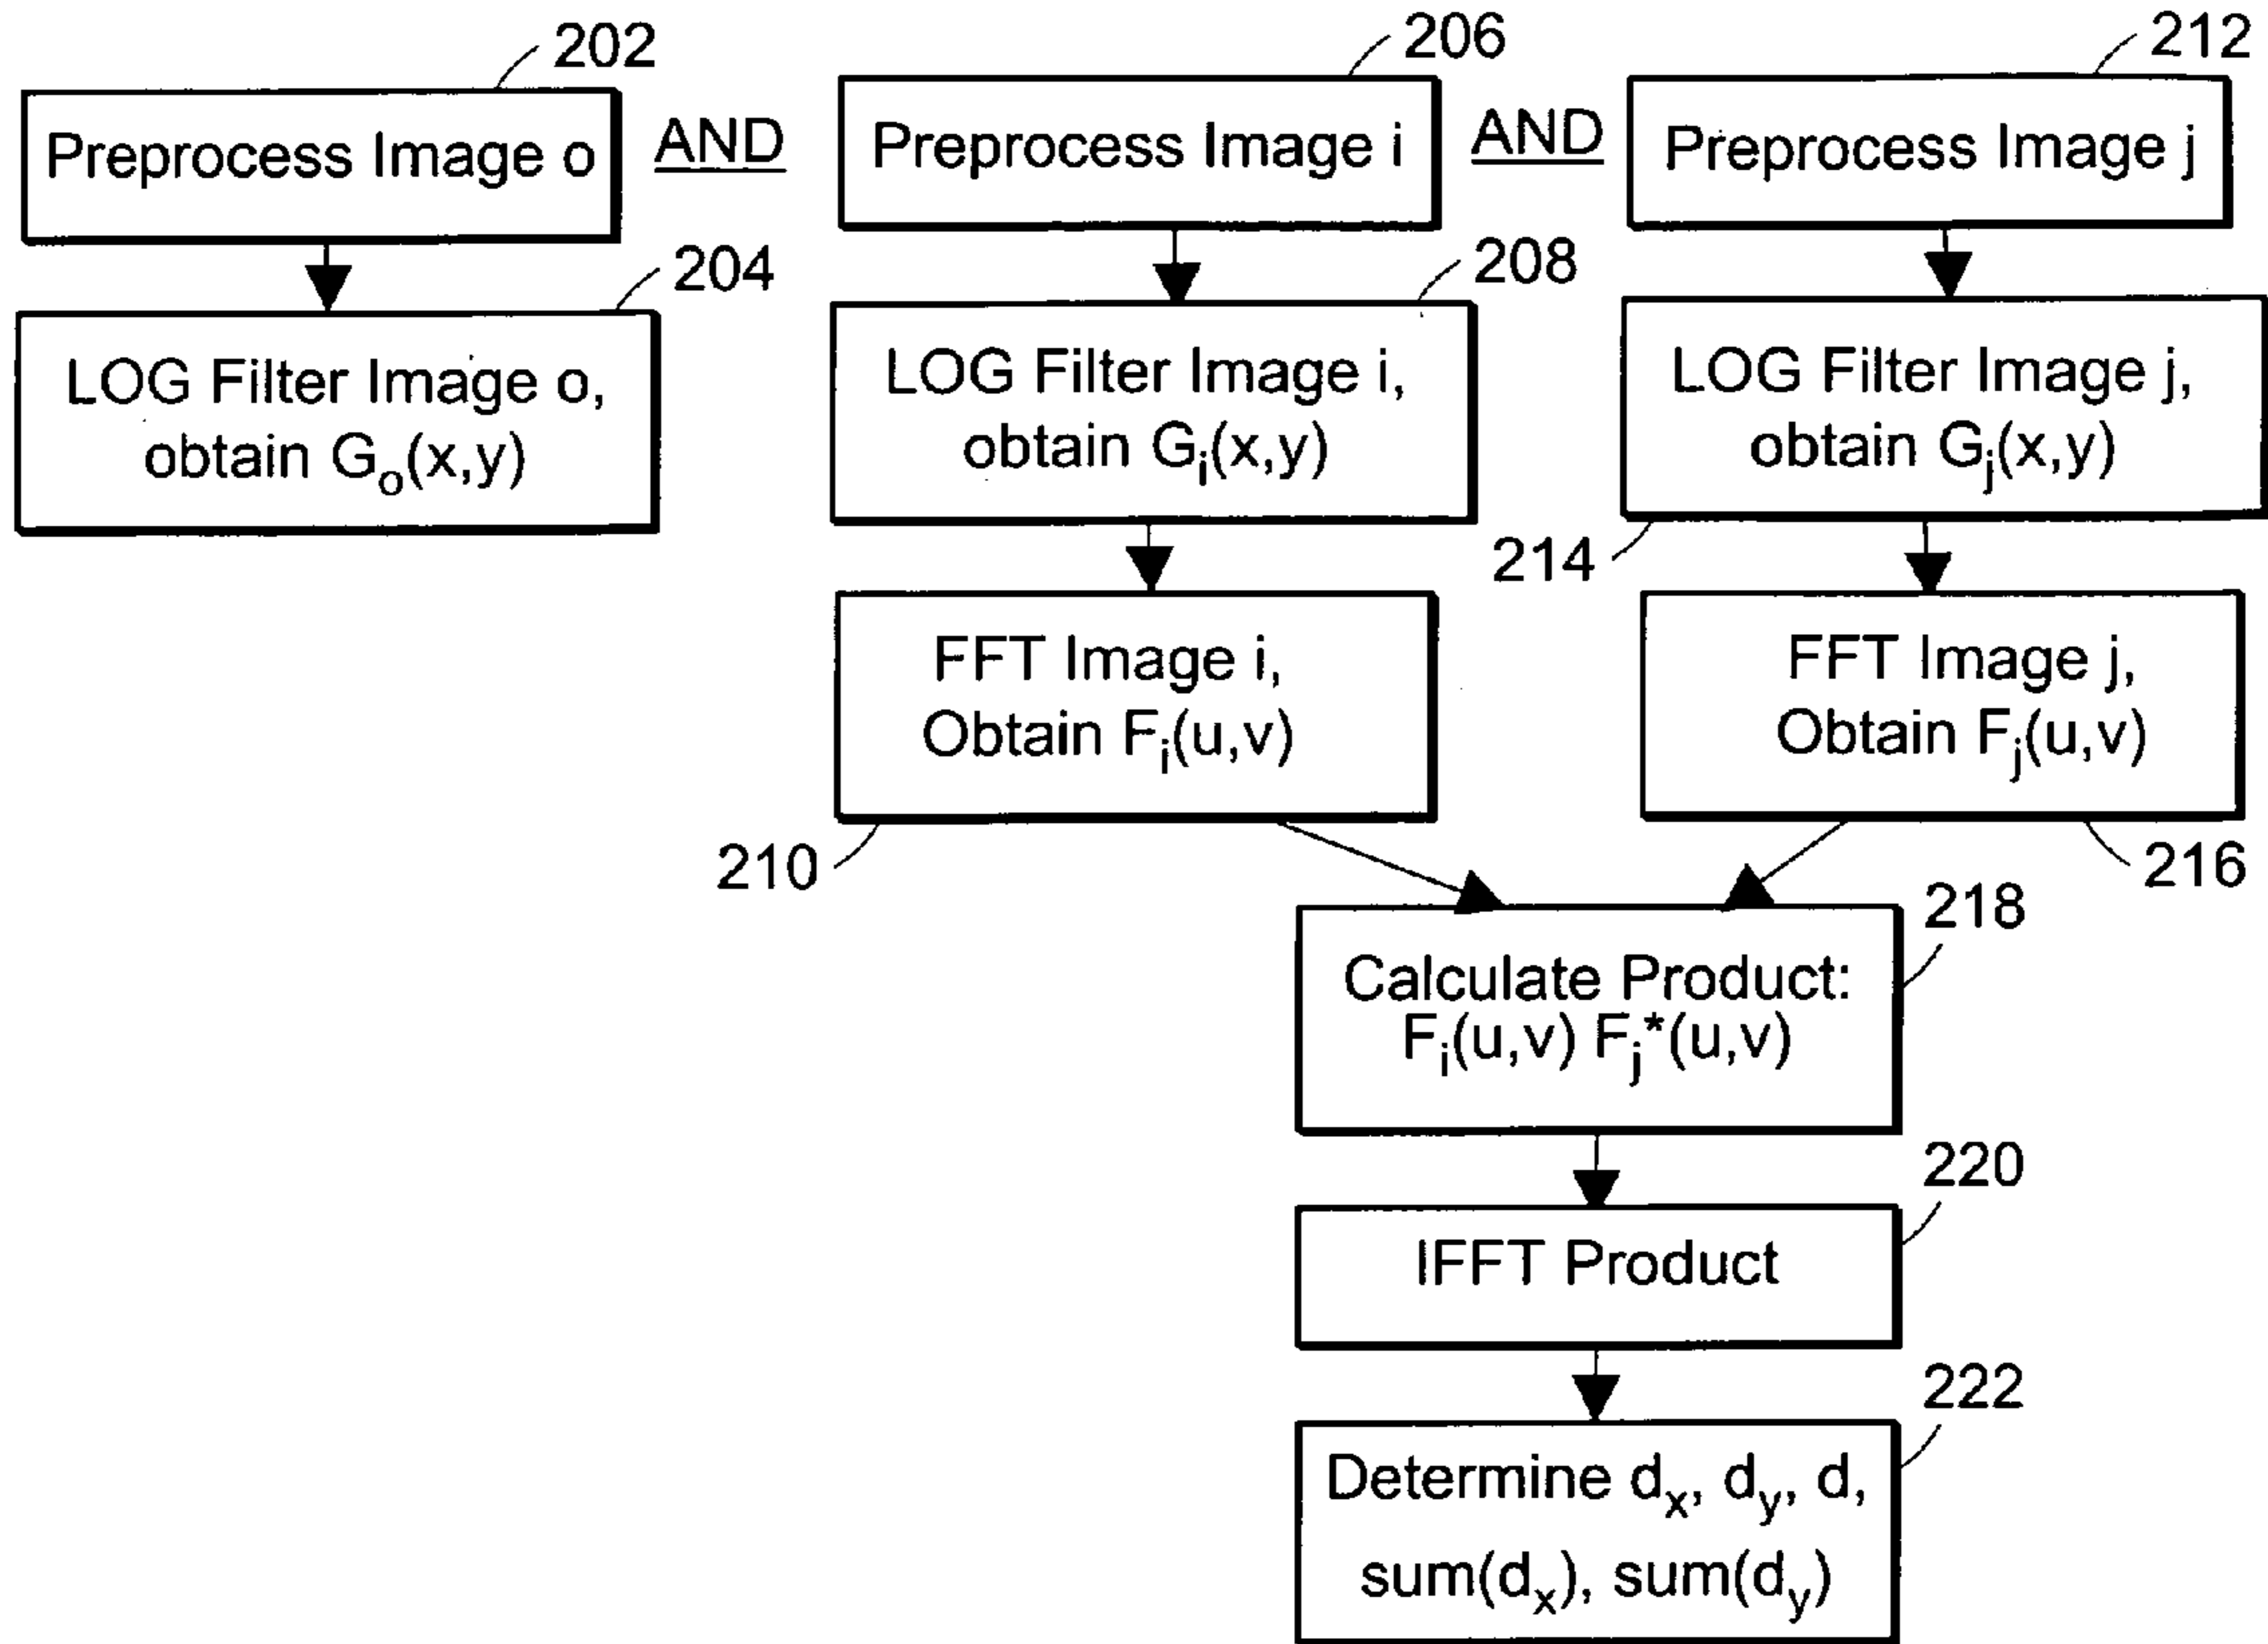 202
206
212
Preprocess Image o
AND
Preprocess Image i
AND
Preprocess Image j
204
208
LOG Filter Image o,
obtain Gₒ(x,y)
LOG Filter Image i,
obtain Gᵢ(x,y)
LOG Filter Image j,
obtain Gⱼ(x,y)
214
FFT Image i,
Obtain Fᵢ(u,v)
FFT Image j,
Obtain Fⱼ(u,v)
210
216
218
Calculate Product:
Fᵢ(u,v) Fⱼ*(u,v)
220
IFFT Product
222
Determine dₓ, d_y, d,
sum(dₓ), sum(d_y)